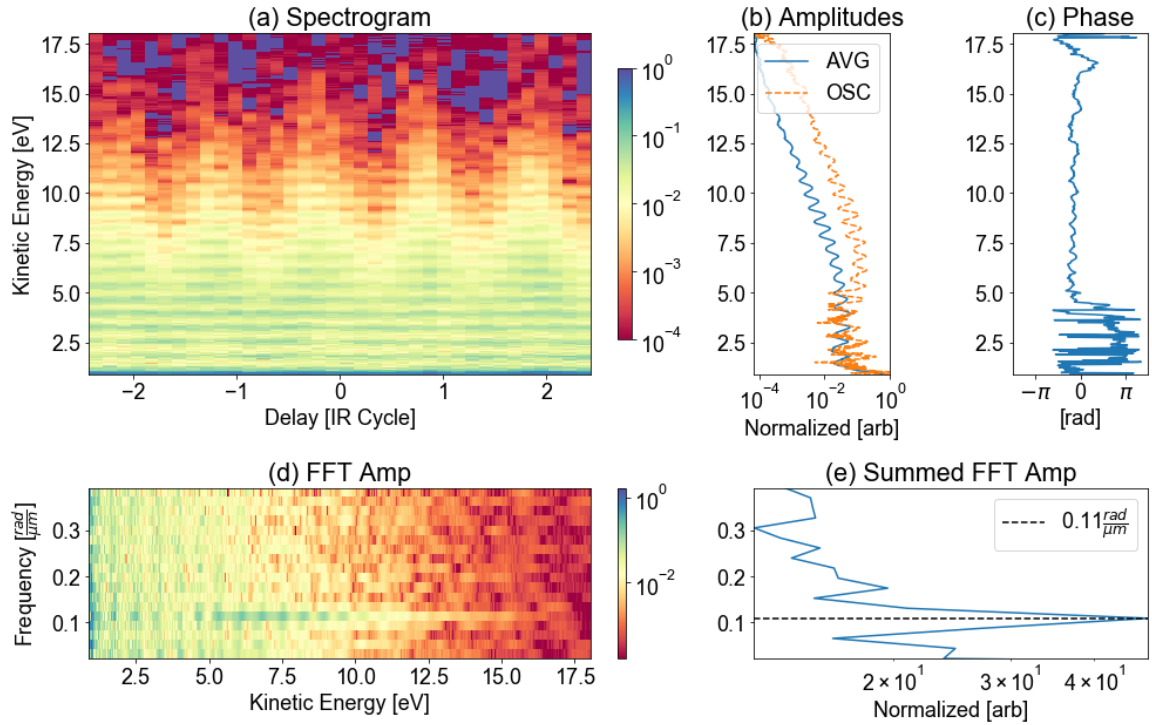 (a) Spectrogram
(b) Amplitudes
(c) Phase
Kinetic Energy [eV]
17.5
15.0
12.5
10.0
7.5
5.0
2.5
−2
−1
0
1
2
Delay [IR Cycle]
10^0
10^−1
10^−2
10^−3
10^−4
AVG
OSC
17.5
15.0
12.5
10.0
7.5
5.0
2.5
10^−4
10^−2
10^0
Normalized [arb]
17.5
15.0
12.5
10.0
7.5
5.0
2.5
−π
0
π
[rad]
(d) FFT Amp
(e) Summed FFT Amp
Frequency [rad/μm]
0.3
0.2
0.1
2.5
5.0
7.5
10.0
12.5
15.0
17.5
Kinetic Energy [eV]
10^0
10^−2
0.11 rad/μm
0.3
0.2
0.1
2 × 10^1
3 × 10^1
4 × 10^1
Normalized [arb]